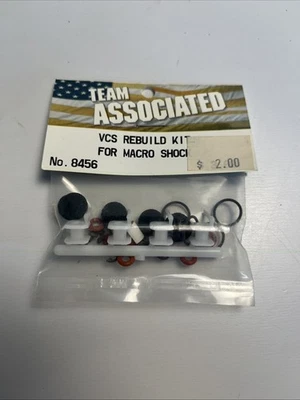 TEAM
ASSOCIATED
VCS REBUILD KIT
FOR MACRO SHOCK
No. 8456
$ 2.00